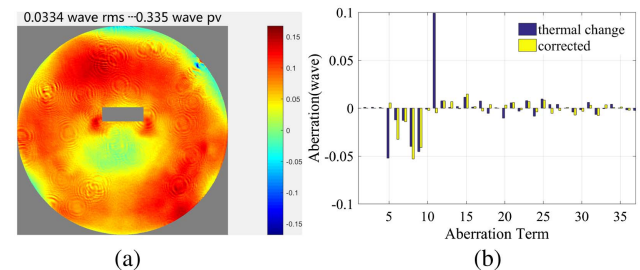 0.0334 wave rms ···0.335 wave pv
0.15
0.1
0.05
0
-0.05
-0.1
-0.15
(a)
Aberration(wave)
0.1
0.05
0
-0.05
-0.1
thermal change
corrected
5 10 15 20 25 30 35
Aberration Term
(b)